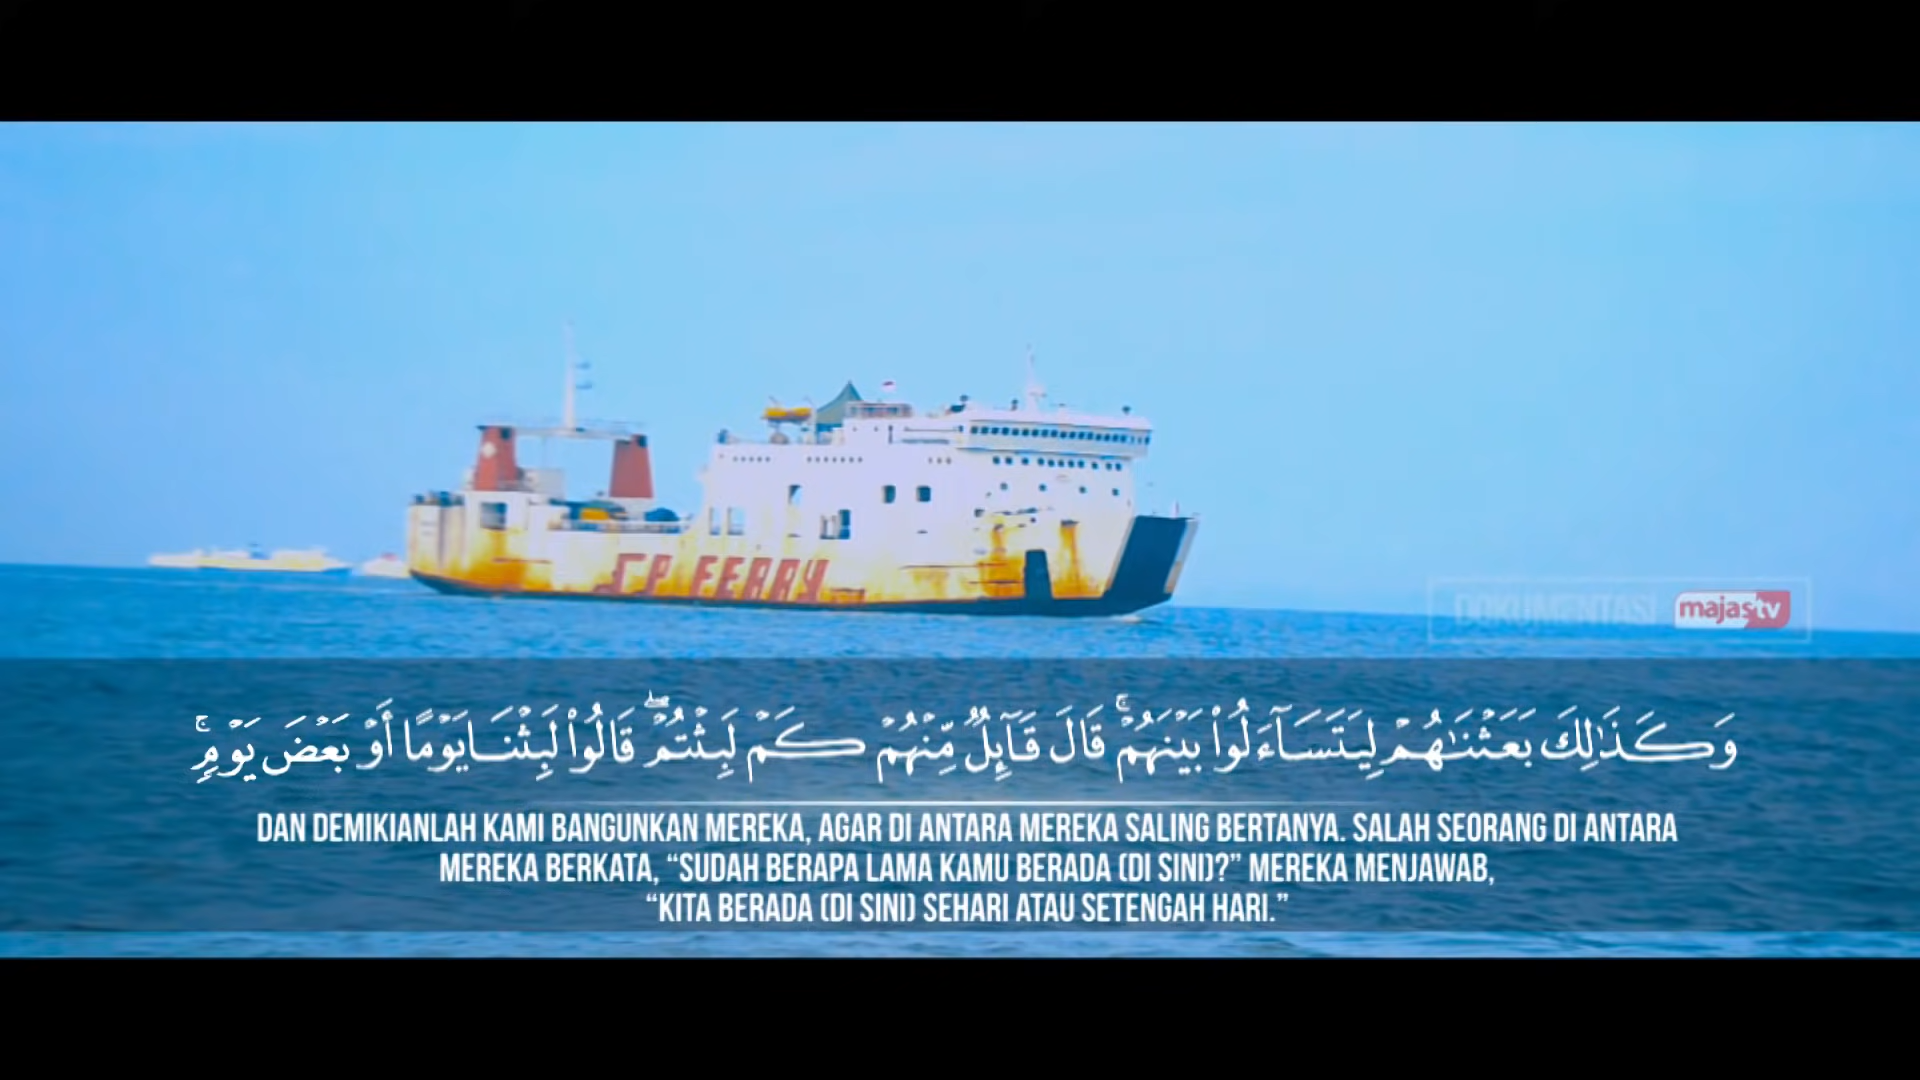 CP FERRY
DOKUMENTASI majastv
وَكَذَٰلِكَ بَعَثْنَٰهُمْ لِيَتَسَآءَلُوا۟ بَيْنَهُمْ ۚ قَالَ قَآئِلٌ مِّنْهُمْ كَمْ لَبِثْتُمْ ۖ قَالُوا۟ لَبِثْنَا يَوْمًا أَوْ بَعْضَ يَوْمٍ ۚ
DAN DEMIKIANLAH KAMI BANGUNKAN MEREKA, AGAR DI ANTARA MEREKA SALING BERTANYA. SALAH SEORANG DI ANTARA
MEREKA BERKATA, “SUDAH BERAPA LAMA KAMU BERADA (DI SINI)?” MEREKA MENJAWAB,
“KITA BERADA (DI SINI) SEHARI ATAU SETENGAH HARI.”